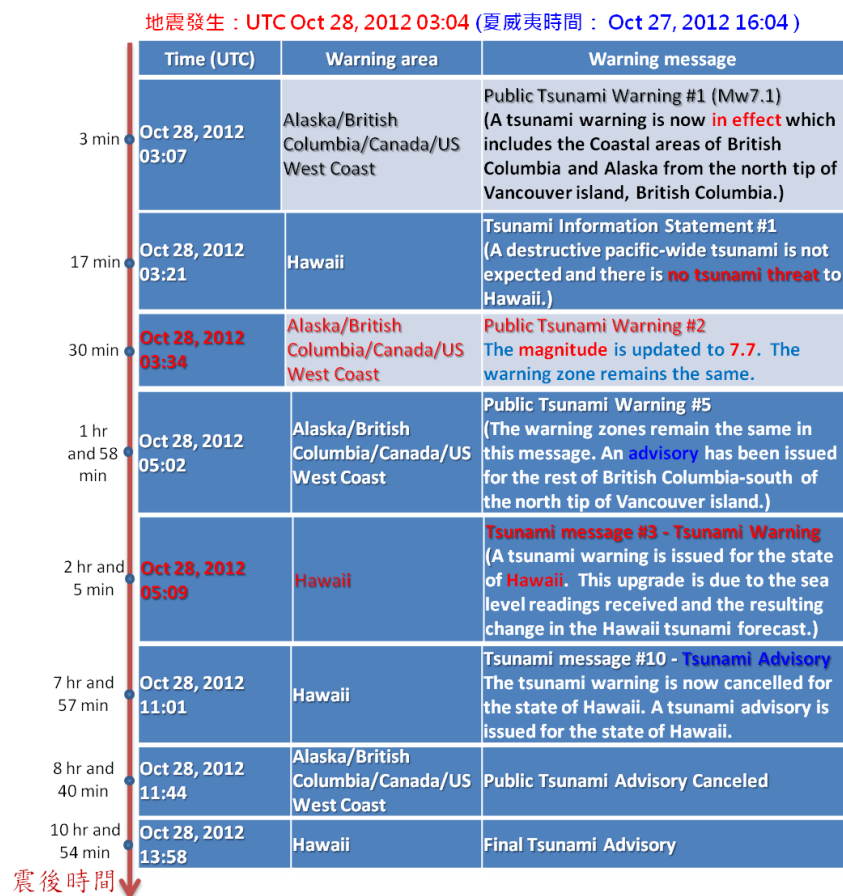 地震發生：UTC Oct 28, 2012 03:04 (夏威夷時間： Oct 27, 2012 16:04 )
Time (UTC) Warning area Warning message
3 min
Oct 28, 2012
03:07
Alaska/British
Columbia/Canada/US
West Coast
Public Tsunami Warning #1 (Mw7.1)
(A tsunami warning is now in effect which
includes the Coastal areas of British
Columbia and Alaska from the north tip of
Vancouver island, British Columbia.)
17 min
Oct 28, 2012
03:21
Hawaii
Tsunami Information Statement #1
(A destructive pacific-wide tsunami is not
expected and there is no tsunami threat to
Hawaii.)
30 min
Oct 28, 2012
03:34
Alaska/British
Columbia/Canada/US
West Coast
Public Tsunami Warning #2
The magnitude is updated to 7.7. The
warning zone remains the same.
1 hr
and 58
min
Oct 28, 2012
05:02
Alaska/British
Columbia/Canada/US
West Coast
Public Tsunami Warning #5
(The warning zones remain the same in
this message. An advisory has been issued
for the rest of British Columbia-south of
the north tip of Vancouver island.)
2 hr and
5 min
Oct 28, 2012
05:09
Hawaii
Tsunami message #3 - Tsunami Warning
(A tsunami warning is issued for the state
of Hawaii. This upgrade is due to the sea
level readings received and the resulting
change in the Hawaii tsunami forecast.)
7 hr and
57 min
Oct 28, 2012
11:01
Hawaii
Tsunami message #10 - Tsunami Advisory
The tsunami warning is now cancelled for
the state of Hawaii. A tsunami advisory is
issued for the state of Hawaii.
8 hr and
40 min
Oct 28, 2012
11:44
Alaska/British
Columbia/Canada/US
West Coast
Public Tsunami Advisory Canceled
10 hr and
54 min
Oct 28, 2012
13:58
Hawaii
Final Tsunami Advisory
震後時間